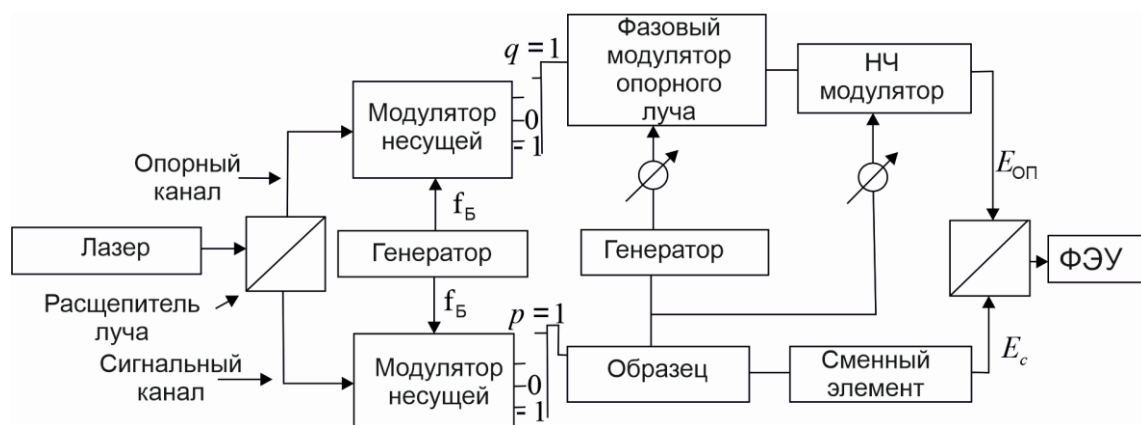 q = 1
Фазовый
модулятор
опорного
луча
НЧ
модулятор
Модулятор
несущей
0
=1
Опорный
канал
E_ОП
f_Б
Лазер
Генератор
Генератор
ФЭУ
Расщепитель
луча
f_Б
p = 1
Сигнальный
канал
Модулятор
несущей
0
=1
Образец
Сменный
элемент
E_c